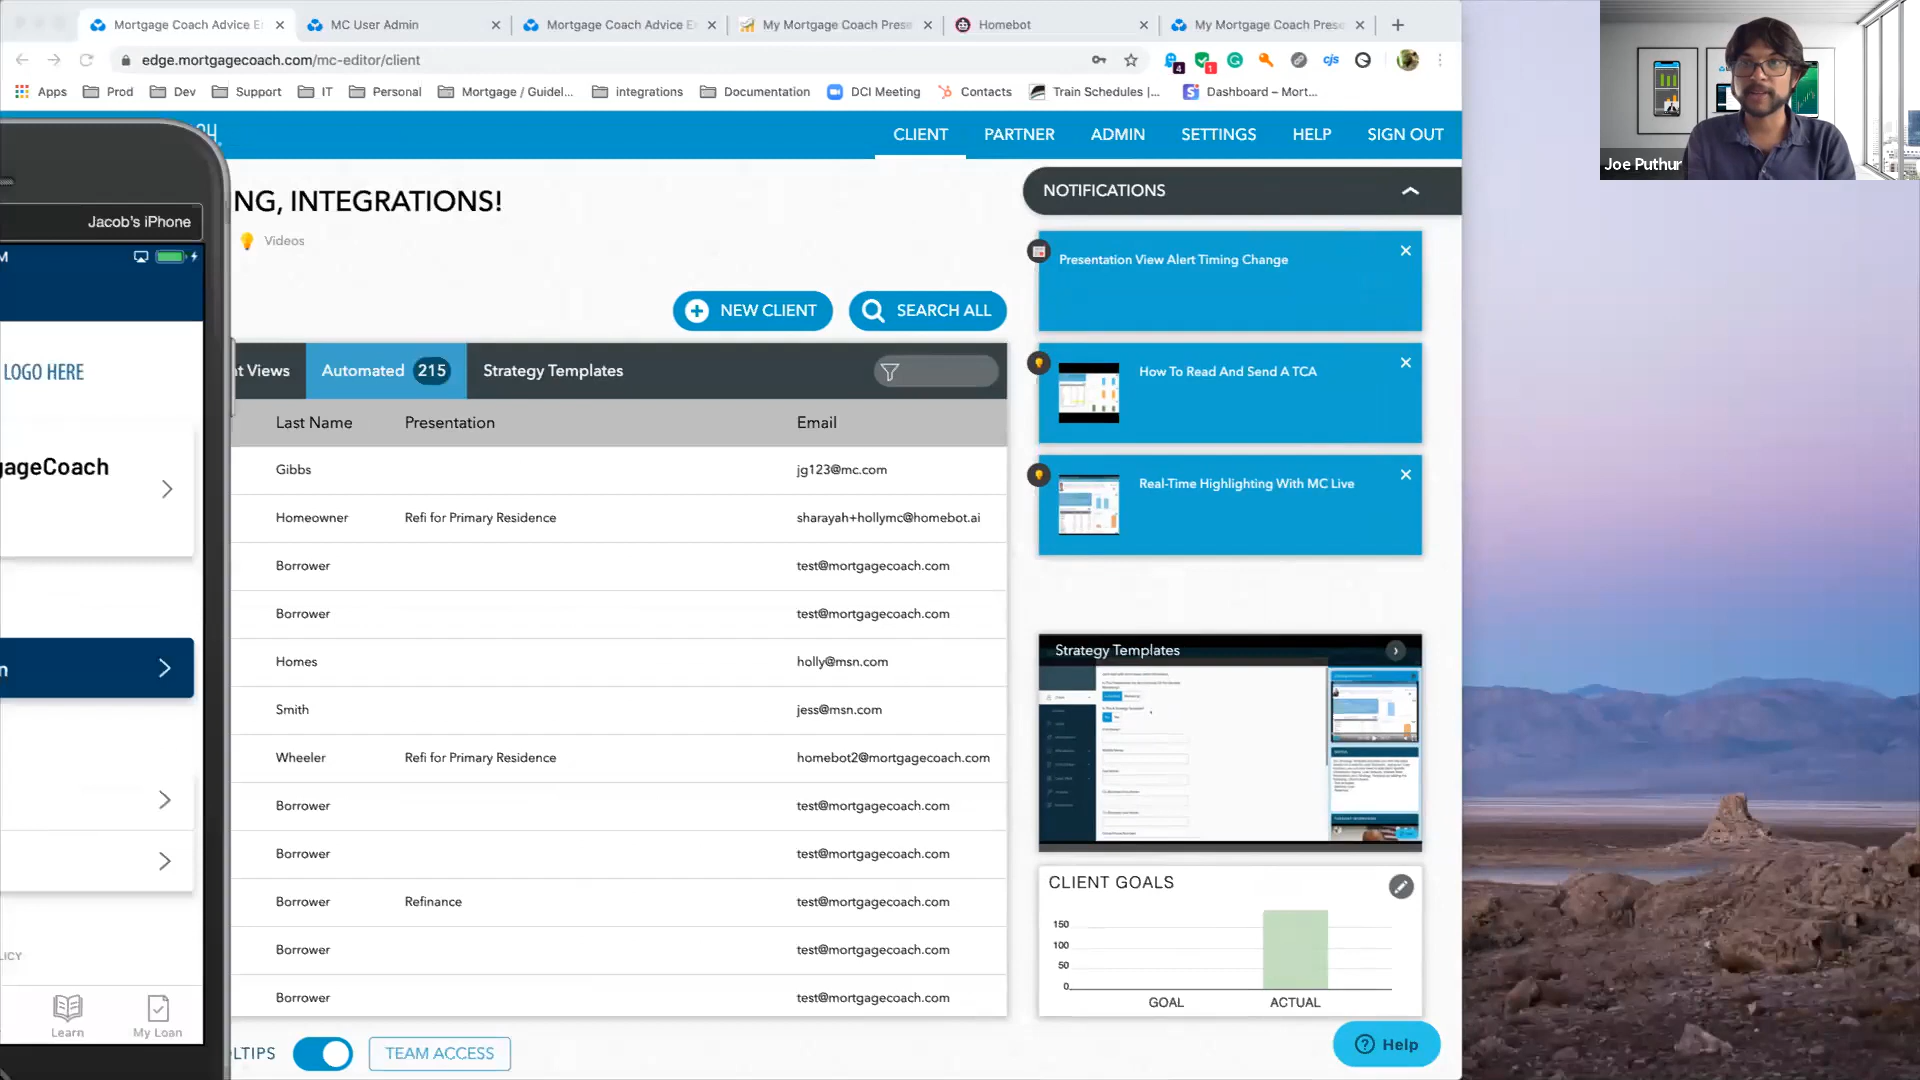 Mortgage Coach Advice E
MC User Admin
Mortgage Coach Advice E
My Mortgage Coach Prese
Homebot
My Mortgage Coach Prese
edge.mortgagecoach.com/mc-editor/client
4
1
cjs
Apps
Prod
Dev
Support
IT
Personal
Mortgage / Guidel...
integrations
Documentation
DCI Meeting
Contacts
Train Schedules |...
Dashboard – Mort...
Joe Puthur
CLIENT
PARTNER
ADMIN
SETTINGS
HELP
SIGN OUT
NG, INTEGRATIONS!
Videos
NEW CLIENT
SEARCH ALL
t Views
Automated 215
Strategy Templates
Last Name Presentation Email
Gibbs jg123@mc.com
Homeowner Refi for Primary Residence sharayah+hollymc@homebot.ai
Borrower test@mortgagecoach.com
Borrower test@mortgagecoach.com
Homes holly@msn.com
Smith jess@msn.com
Wheeler Refi for Primary Residence homebot2@mortgagecoach.com
Borrower test@mortgagecoach.com
Borrower test@mortgagecoach.com
Borrower Refinance test@mortgagecoach.com
Borrower test@mortgagecoach.com
Borrower test@mortgagecoach.com
LTIPS
TEAM ACCESS
NOTIFICATIONS
Presentation View Alert Timing Change
How To Read And Send A TCA
Real-Time Highlighting With MC Live
Strategy Templates
CLIENT GOALS
150
100
50
0
GOAL
ACTUAL
Help
Jacob's iPhone
M
LOGO HERE
gageCoach
n
LICY
Learn
My Loan